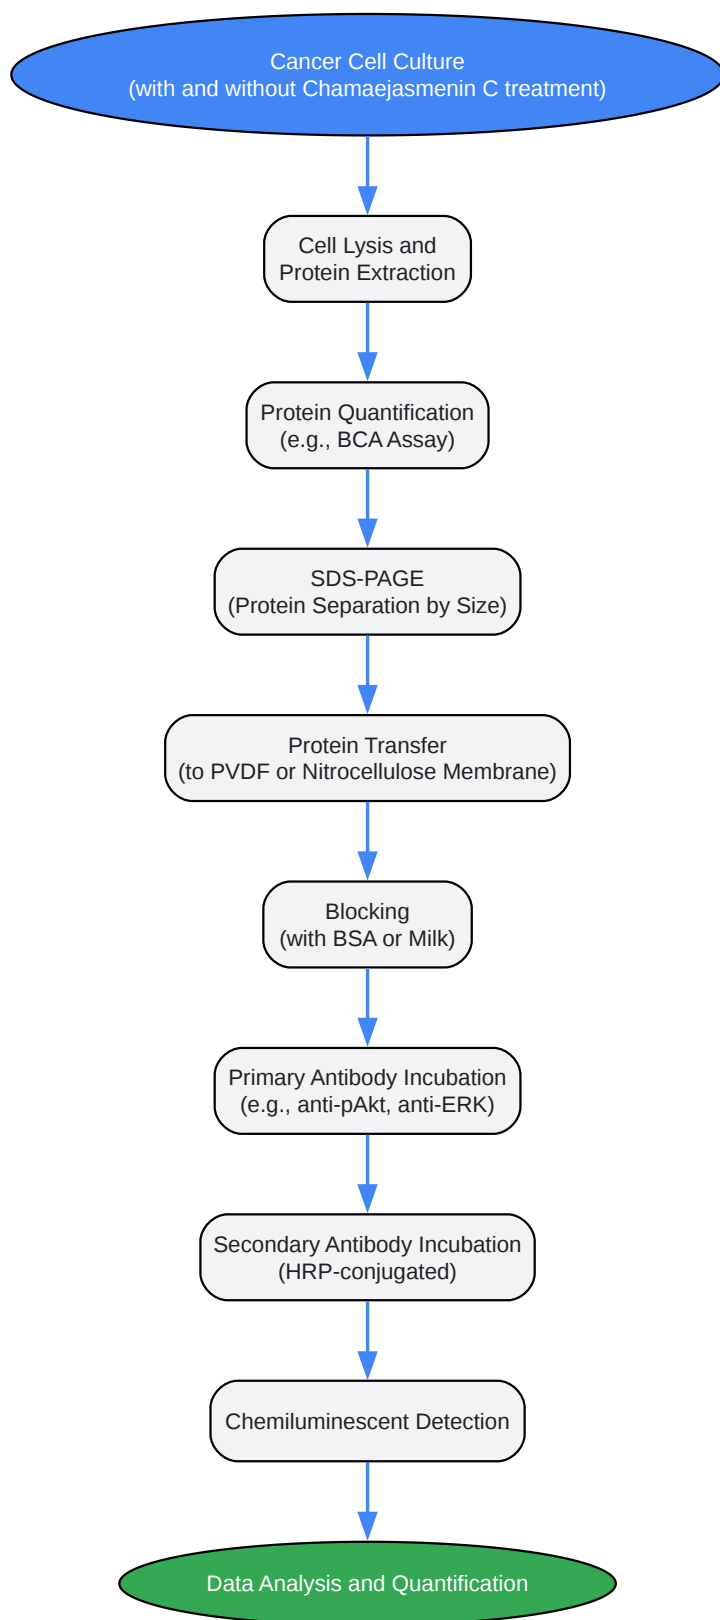 Cancer Cell Culture
(with and without Chamaejasmenin C treatment)
Cell Lysis and
Protein Extraction
Protein Quantification
(e.g., BCA Assay)
SDS-PAGE
(Protein Separation by Size)
Protein Transfer
(to PVDF or Nitrocellulose Membrane)
Blocking
(with BSA or Milk)
Primary Antibody Incubation
(e.g., anti-pAkt, anti-ERK)
Secondary Antibody Incubation
(HRP-conjugated)
Chemiluminescent Detection
Data Analysis and Quantification